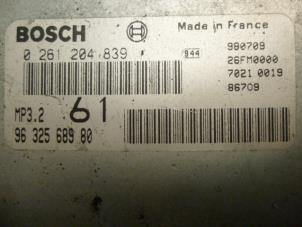 BOSCH
Made in France
0 261 204 839
944
980709
26FM0000
7021 0019
86709
MP3.2
61
96 325 689 80